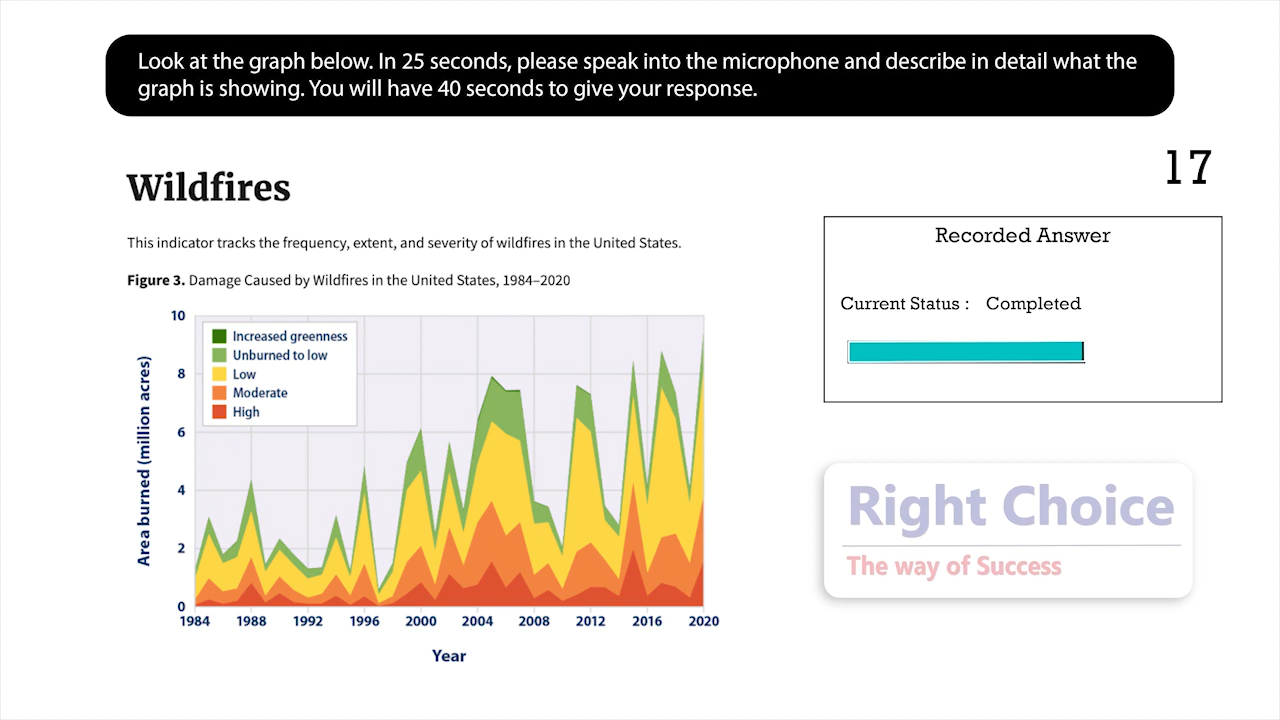 Look at the graph below. In 25 seconds, please speak into the microphone and describe in detail what the
graph is showing. You will have 40 seconds to give your response.
17
Wildfires
This indicator tracks the frequency, extent, and severity of wildfires in the United States.
Figure 3. Damage Caused by Wildfires in the United States, 1984–2020
Area burned (million acres)
10
8
6
4
2
0
Increased greenness
Unburned to low
Low
Moderate
High
1984 1988 1992 1996 2000 2004 2008 2012 2016 2020
Year
Recorded Answer
Current Status : Completed
Right Choice
The way of Success